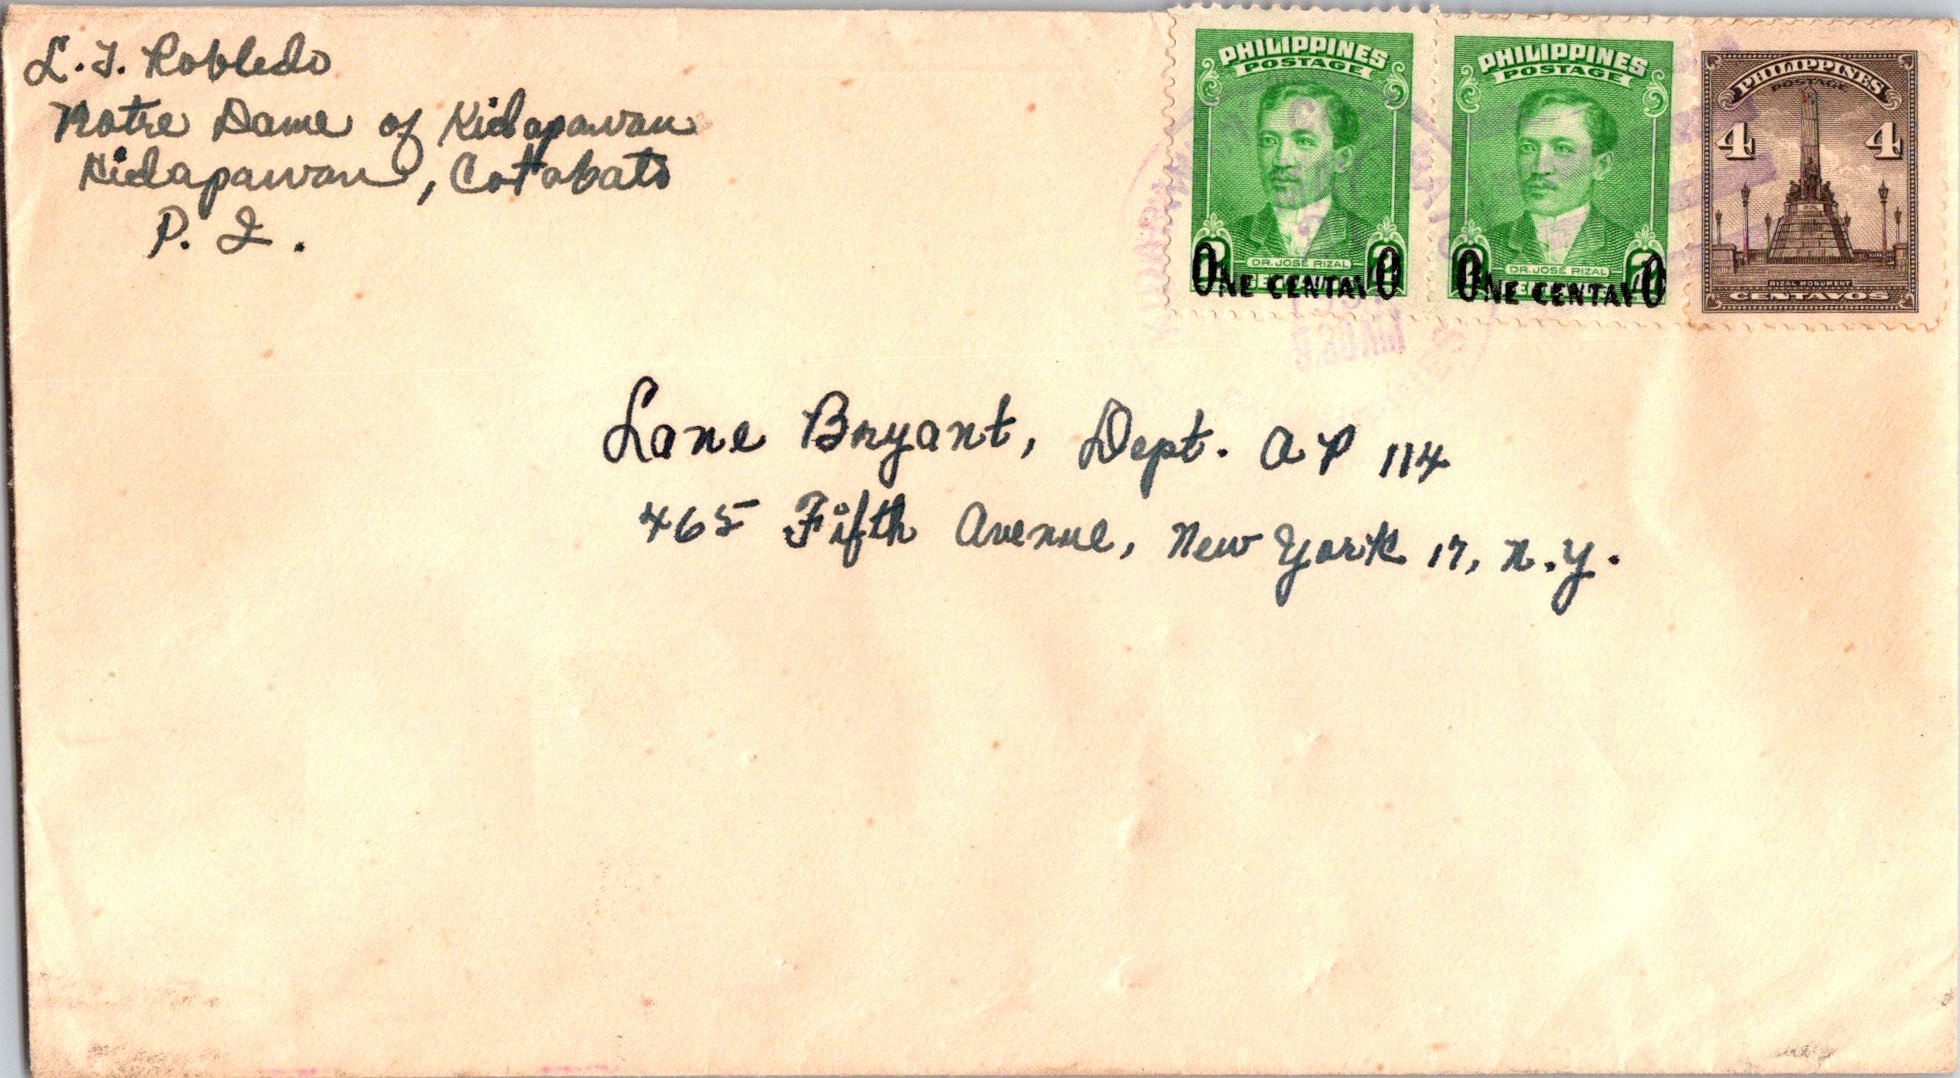 L. T. Robledo
Notre Dame of Kidapawan
Kidapawan, Cotabato
P. I.
PHILIPPINES
POSTAGE
DR. JOSE RIZAL
ONE CENTAVO
PHILIPPINES
POSTAGE
DR. JOSE RIZAL
ONE CENTAVO
PHILIPPINES
POSTAGE
4 4
RIZAL MONUMENT
CENTAVOS
Lane Bryant, Dept. AP 114
465 Fifth Avenue, New York 17, N.Y.